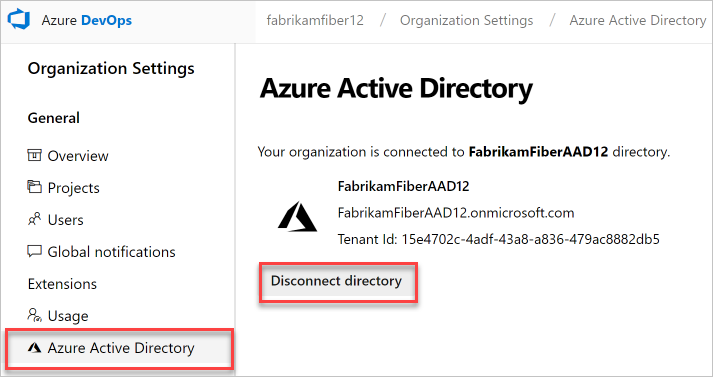 Azure DevOps
fabrikamfiber12 / Organization Settings / Azure Active Directory
Organization Settings
General
Overview
Projects
Users
Global notifications
Extensions
Usage
Azure Active Directory
Azure Active Directory
Your organization is connected to FabrikamFiberAAD12 directory.
FabrikamFiberAAD12
FabrikamFiberAAD12.onmicrosoft.com
Tenant Id: 15e4702c-4adf-43a8-a836-479ac8882db5
Disconnect directory